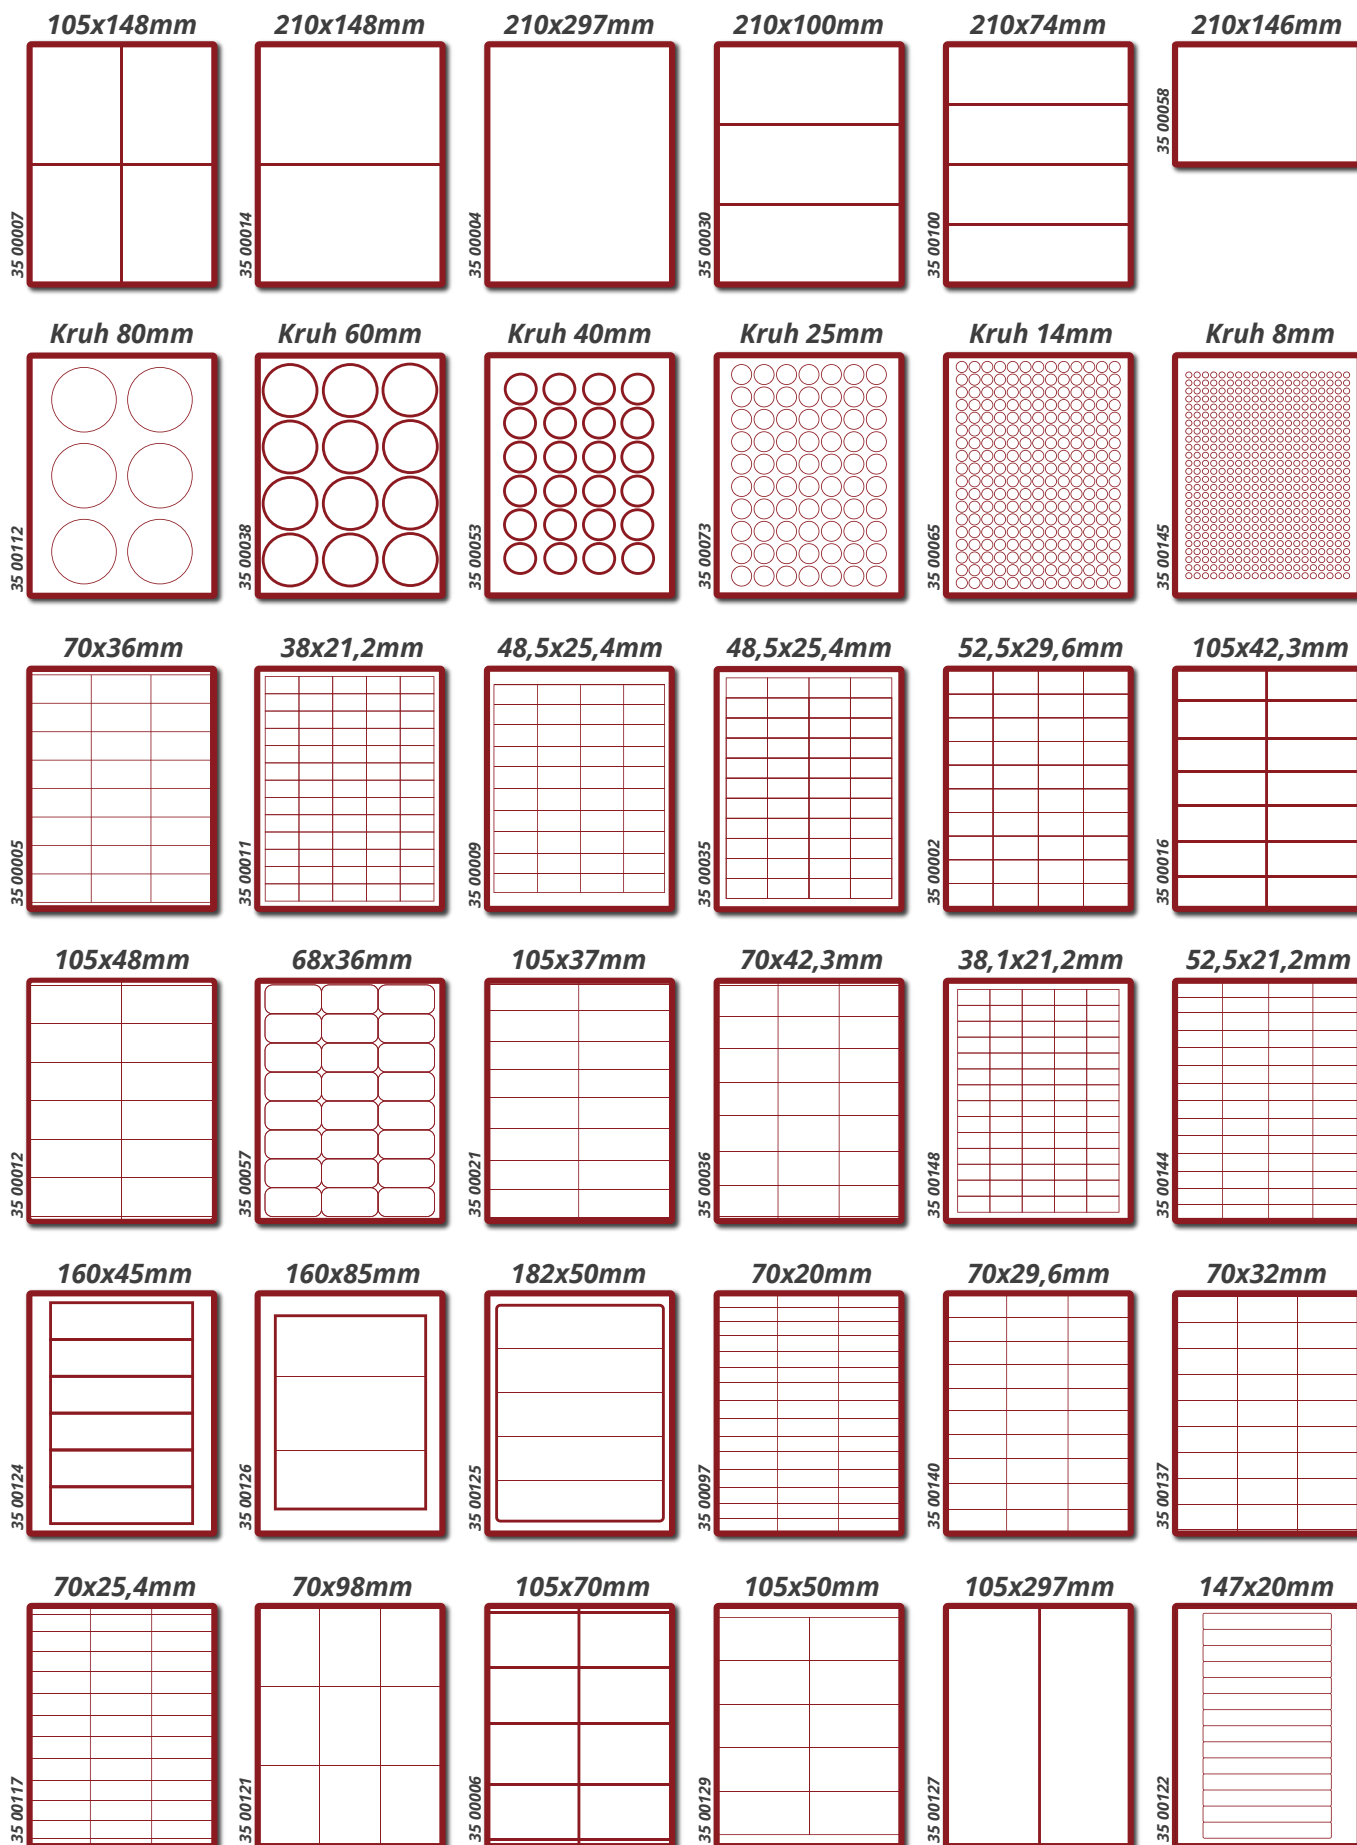 105x148mm
210x148mm
210x297mm
210x100mm
210x74mm
210x146mm
35 00007
35 00014
35 00004
35 00030
35 00100
35 00058
Kruh 80mm
Kruh 60mm
Kruh 40mm
Kruh 25mm
Kruh 14mm
Kruh 8mm
35 00112
35 00038
35 00053
35 00073
35 00065
35 00145
70x36mm
38x21,2mm
48,5x25,4mm
48,5x25,4mm
52,5x29,6mm
105x42,3mm
35 00005
35 00011
35 00009
35 00035
35 00002
35 00016
105x48mm
68x36mm
105x37mm
70x42,3mm
38,1x21,2mm
52,5x21,2mm
35 00012
35 00057
35 00021
35 00036
35 00148
35 00144
160x45mm
160x85mm
182x50mm
70x20mm
70x29,6mm
70x32mm
35 00124
35 00126
35 00125
35 00097
35 00140
35 00137
70x25,4mm
70x98mm
105x70mm
105x50mm
105x297mm
147x20mm
35 00117
35 00121
35 00006
35 00129
35 00127
35 00122